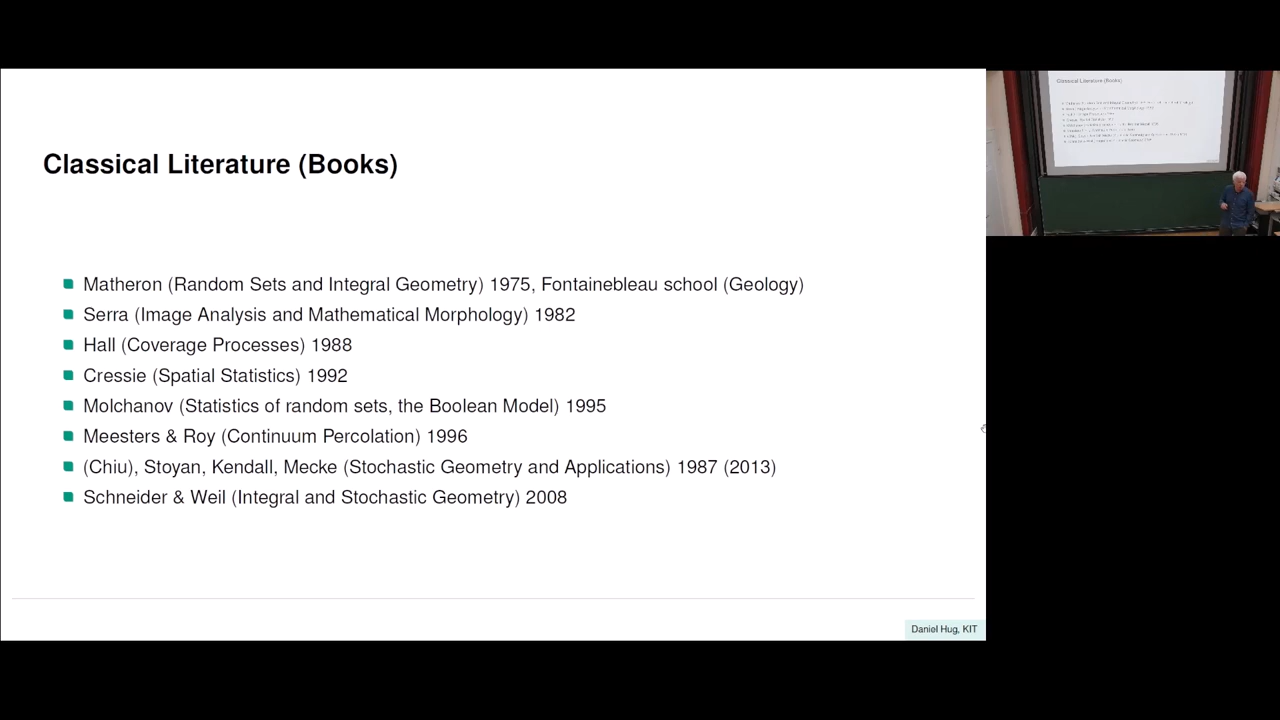 Classical Literature (Books)
Matheron (Random Sets and Integral Geometry) 1975, Fontainebleau school (Geology)
Serra (Image Analysis and Mathematical Morphology) 1982
Hall (Coverage Processes) 1988
Cressie (Spatial Statistics) 1992
Molchanov (Statistics of random sets, the Boolean Model) 1995
Meesters & Roy (Continuum Percolation) 1996
(Chiu), Stoyan, Kendall, Mecke (Stochastic Geometry and Applications) 1987 (2013)
Schneider & Weil (Integral and Stochastic Geometry) 2008
Daniel Hug, KIT
Classical Literature (Books)